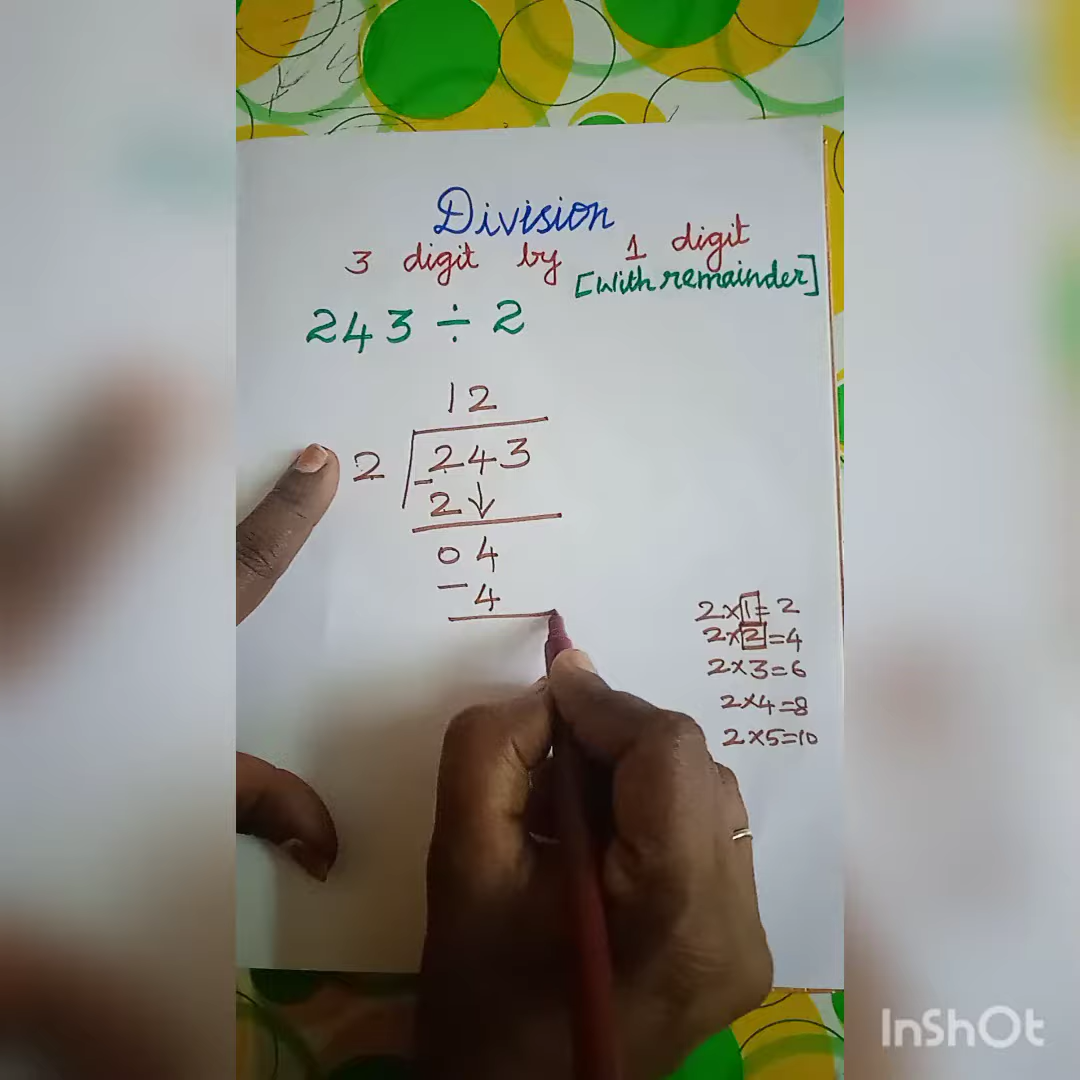 Division
3 digit by 1 digit
[With remainder]
243 ÷ 2
12
2 243
- 2 ↓
04
- 4
2×1=2
2×2=4
2×3=6
2×4=8
2×5=10
InShOt